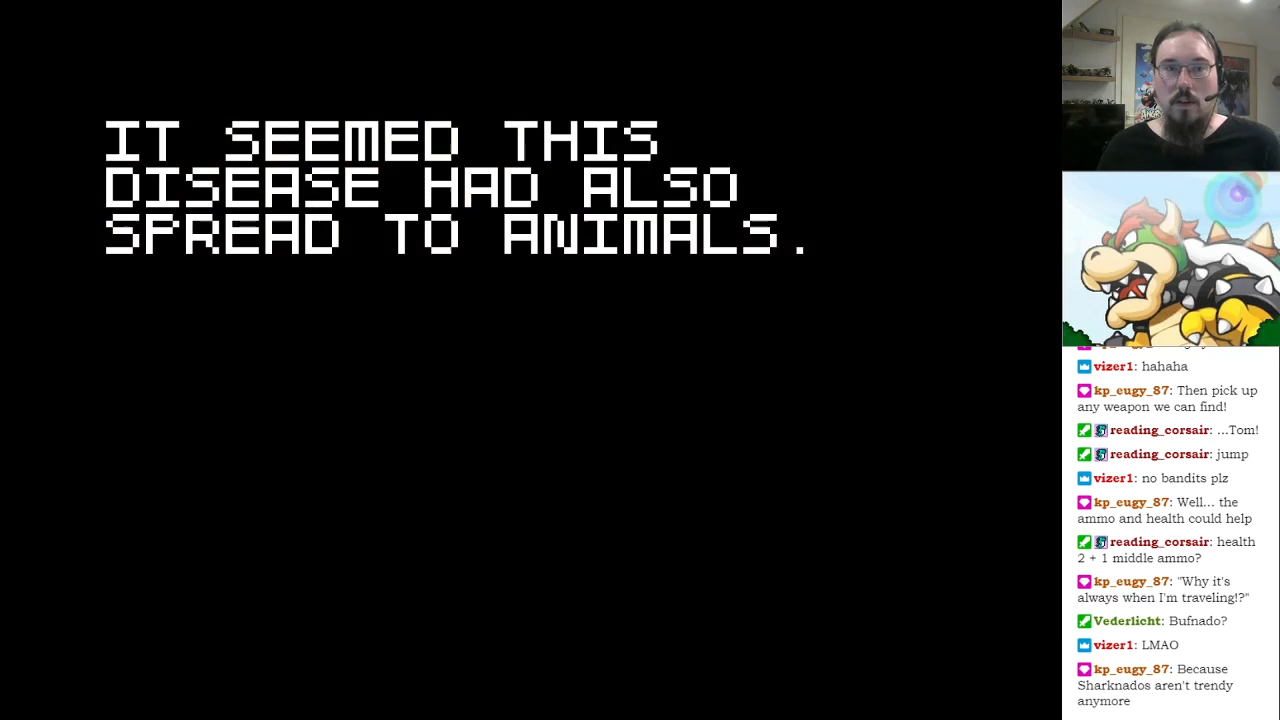 IT SEEMED THIS
DISEASE HAD ALSO
SPREAD TO ANIMALS.
vizer1: hahaha
kp_eugy_87: Then pick up
any weapon we can find!
reading_corsair: ...Tom!
reading_corsair: jump
vizer1: no bandits plz
kp_eugy_87: Well... the
ammo and health could help
reading_corsair: health
2 + 1 middle ammo?
kp_eugy_87: "Why it's
always when I'm traveling!?"
Vederlicht: Bufnado?
vizer1: LMAO
kp_eugy_87: Because
Sharknados aren't trendy
anymore